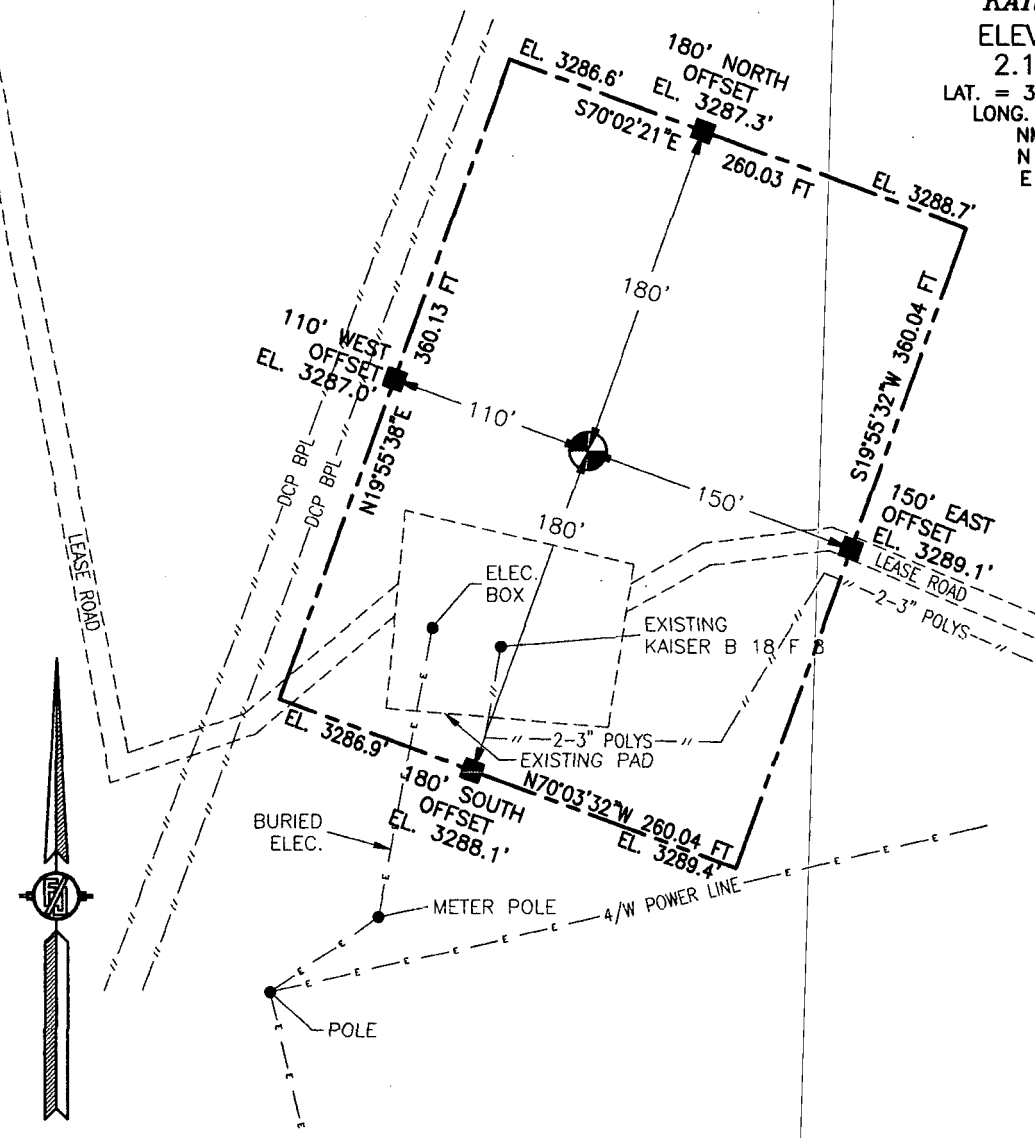 KAI
ELEV
2.1
LAT. = 3
LONG.
NM
N
E
180' NORTH
OFFSET
EL. 3287.3'
EL. 3286.6'
S70°02'21"E
260.03 FT
EL. 3288.7'
180'
360.13 FT
S19°55'32"W 360.04 FT
110' WEST
OFFSET
EL. 3287.0'
110'
N19°55'38"E
DCP BPL
DCP BPL
150'
150' EAST
OFFSET
EL. 3289.1'
LEASE ROAD
2-3" POLYS
180'
LEASE ROAD
ELEC.
BOX
EXISTING
KAISER B 18 F 3
EL. 3286.9'
2-3" POLYS
EXISTING PAD
180' SOUTH
OFFSET
EL. 3288.1'
N70°03'32"W 260.04 FT
EL. 3289.4'
BURIED
ELEC.
E
E
E
METER POLE
E
E
4/W POWER LINE
E
E
E
E
E
E
E
E
E
POLE
E
E
E